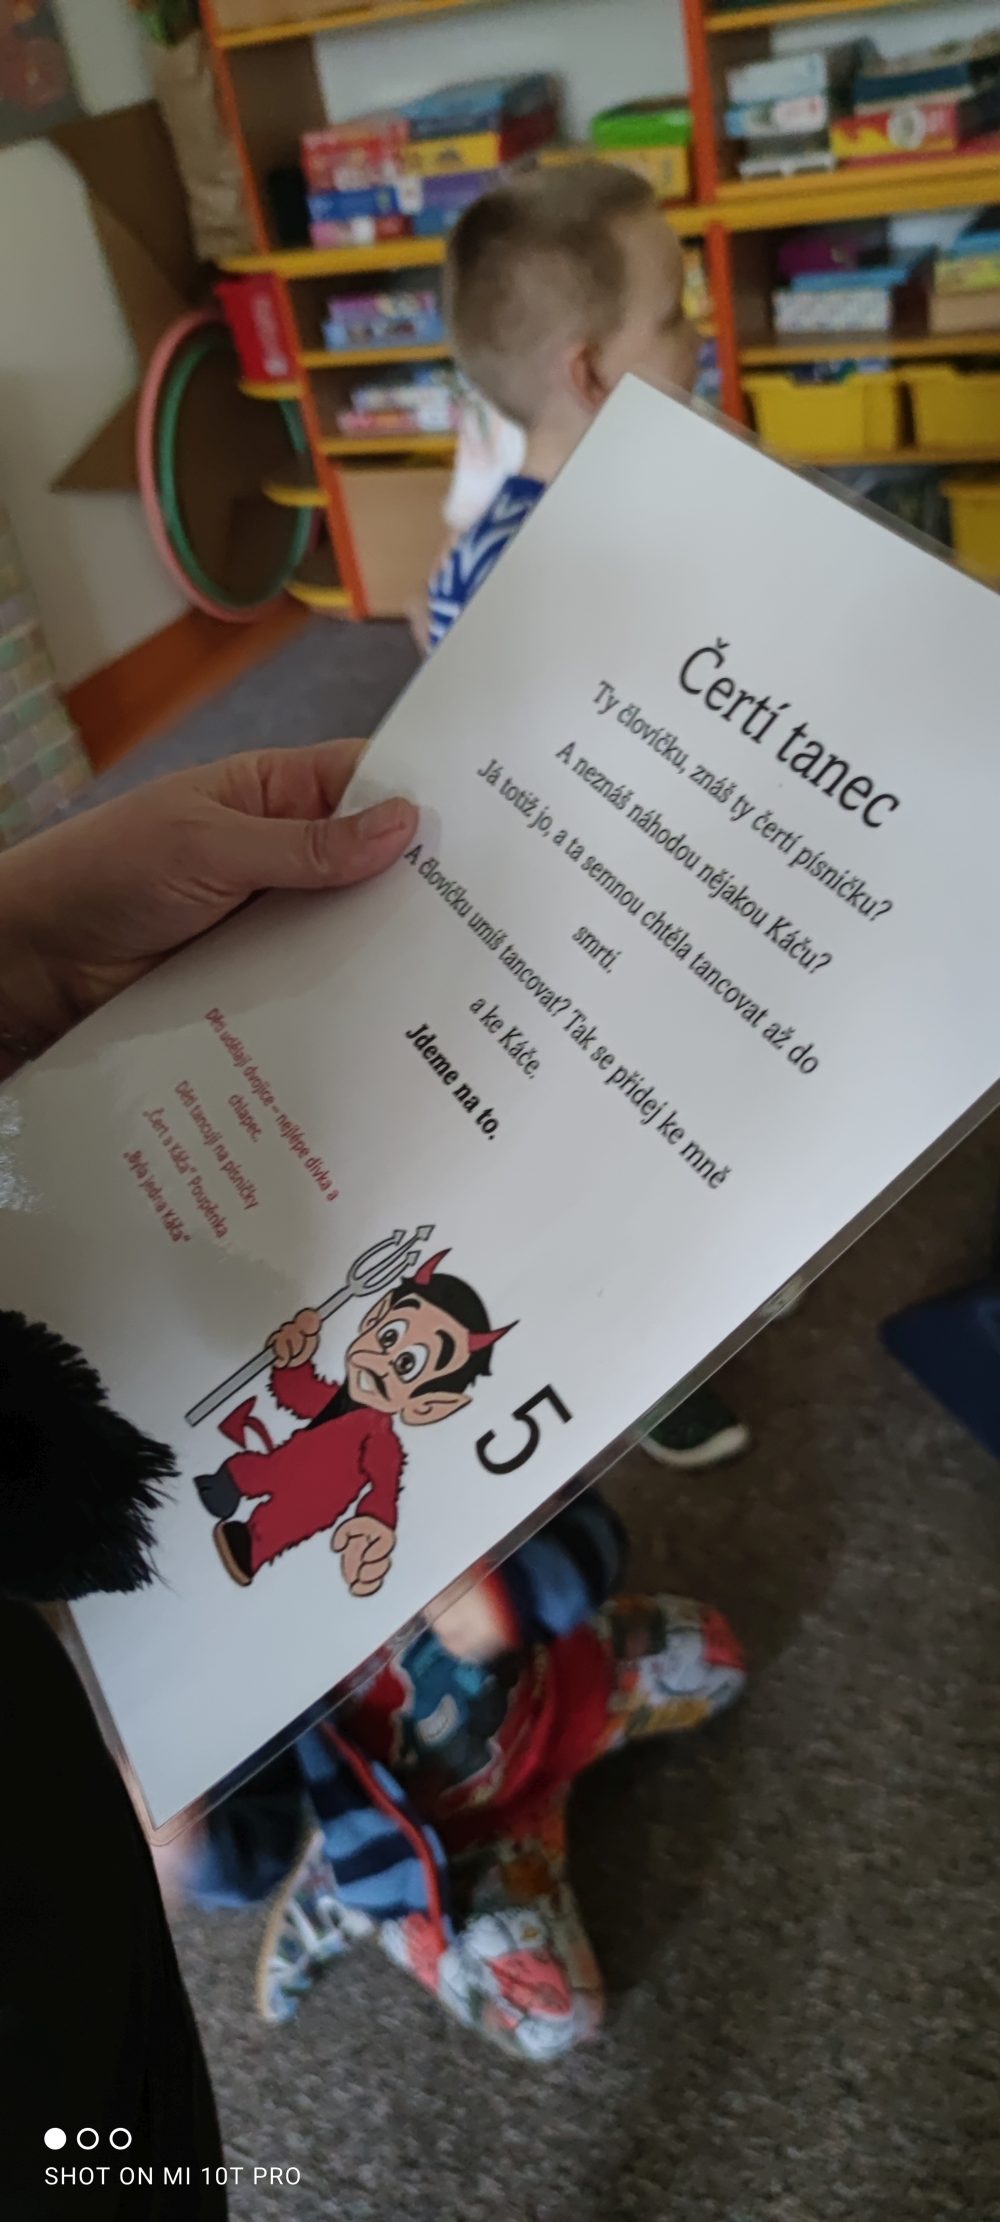 Čertí tanec
Ty človíčku, znáš ty čertí písničku?
A neznáš náhodou nějakou Káču?
Já totiž jo, a ta semnou chtěla tancovat až do
smrti.
A človíčku umíš tancovat? Tak se přidej ke mně
a ke Káče.
Jdeme na to.
Děti udělají dvojice – nejlépe dívka a
chlapec.
Děti tancují na písničky
„Čert a Káča“ Poupěnka
„Byla jedna Káča“
5
SHOT ON MI 10T PRO